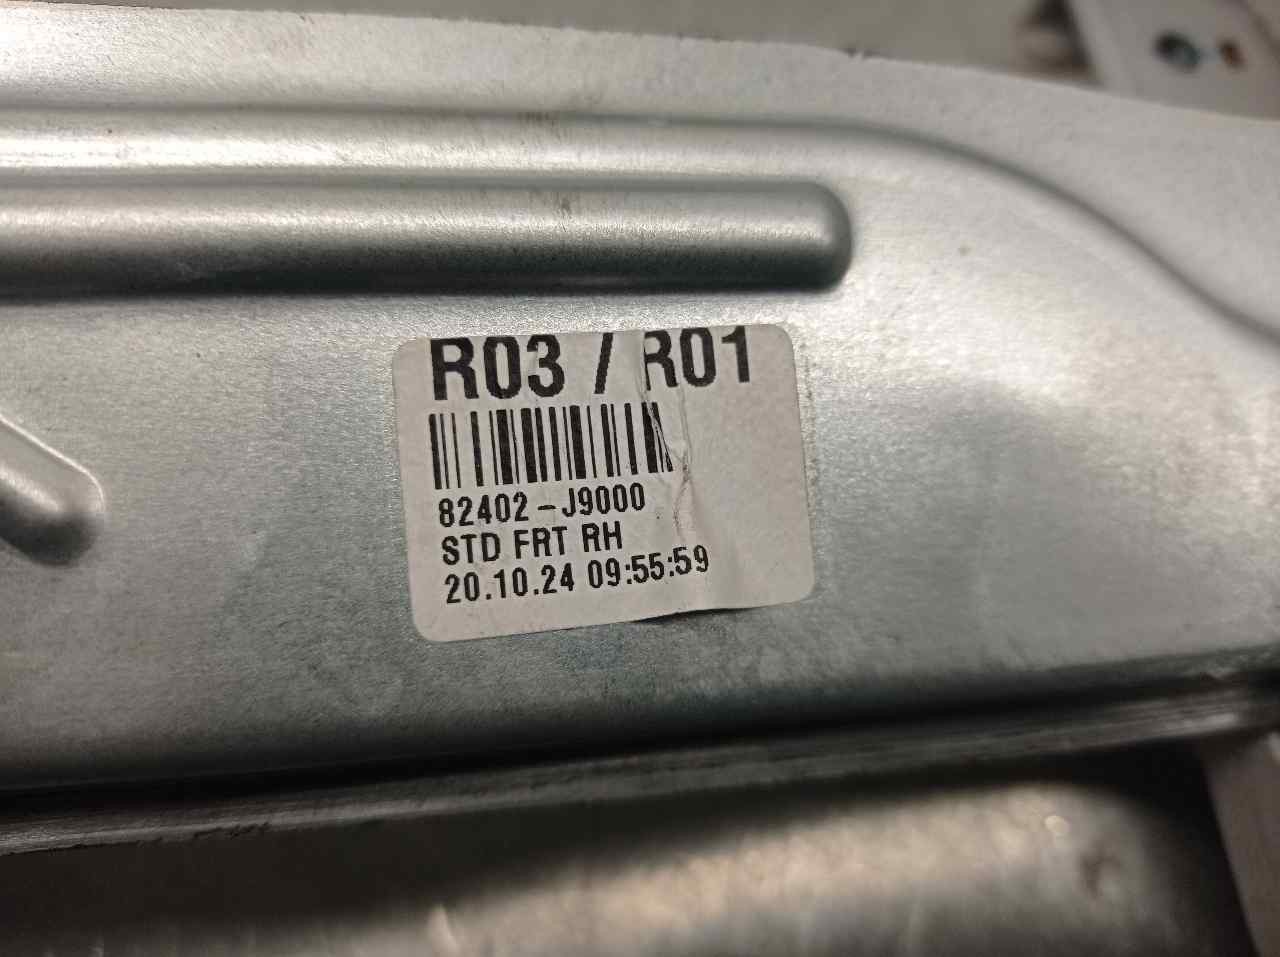 R03 / R01
82402-J9000
STD FRT RH
20.10.24 09:55:59